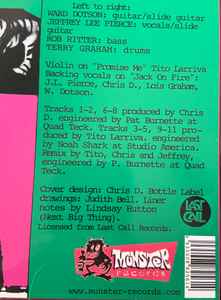 Left to right:
WARD DOTSON: guitar/slide guitar
JEFFREY LEE PIERCE: vocals/slide
guitar
ROB RITTER: bass
TERRY GRAHAM: drums
Violin on "Promise Me" Tito Larriva
Backing vocals on "Jack On Fire":
J.L. Pierce, Chris D., Lois Graham,
W. Dotson.
Tracks 1-2, 6-8 produced by Chris
D. engineered by Pat Burnette at
Quad Teck. Tracks 3-5, 9-11 pro-
duced by Tito Larriva. engineered
by Noah Shark at Studio America.
Remix by Tito, Chris and Jeffrey,
engineered by P. Burnette at Quad
Teck.
Cover design: Chris D. Bottle Label
drawings: Judith Bell. Liner
notes by Lindsay Hutton
(Next Big Thing).
Licensed from Last Call Records.
LAST
CALL
MUNSTER
records
www.munster-records.com